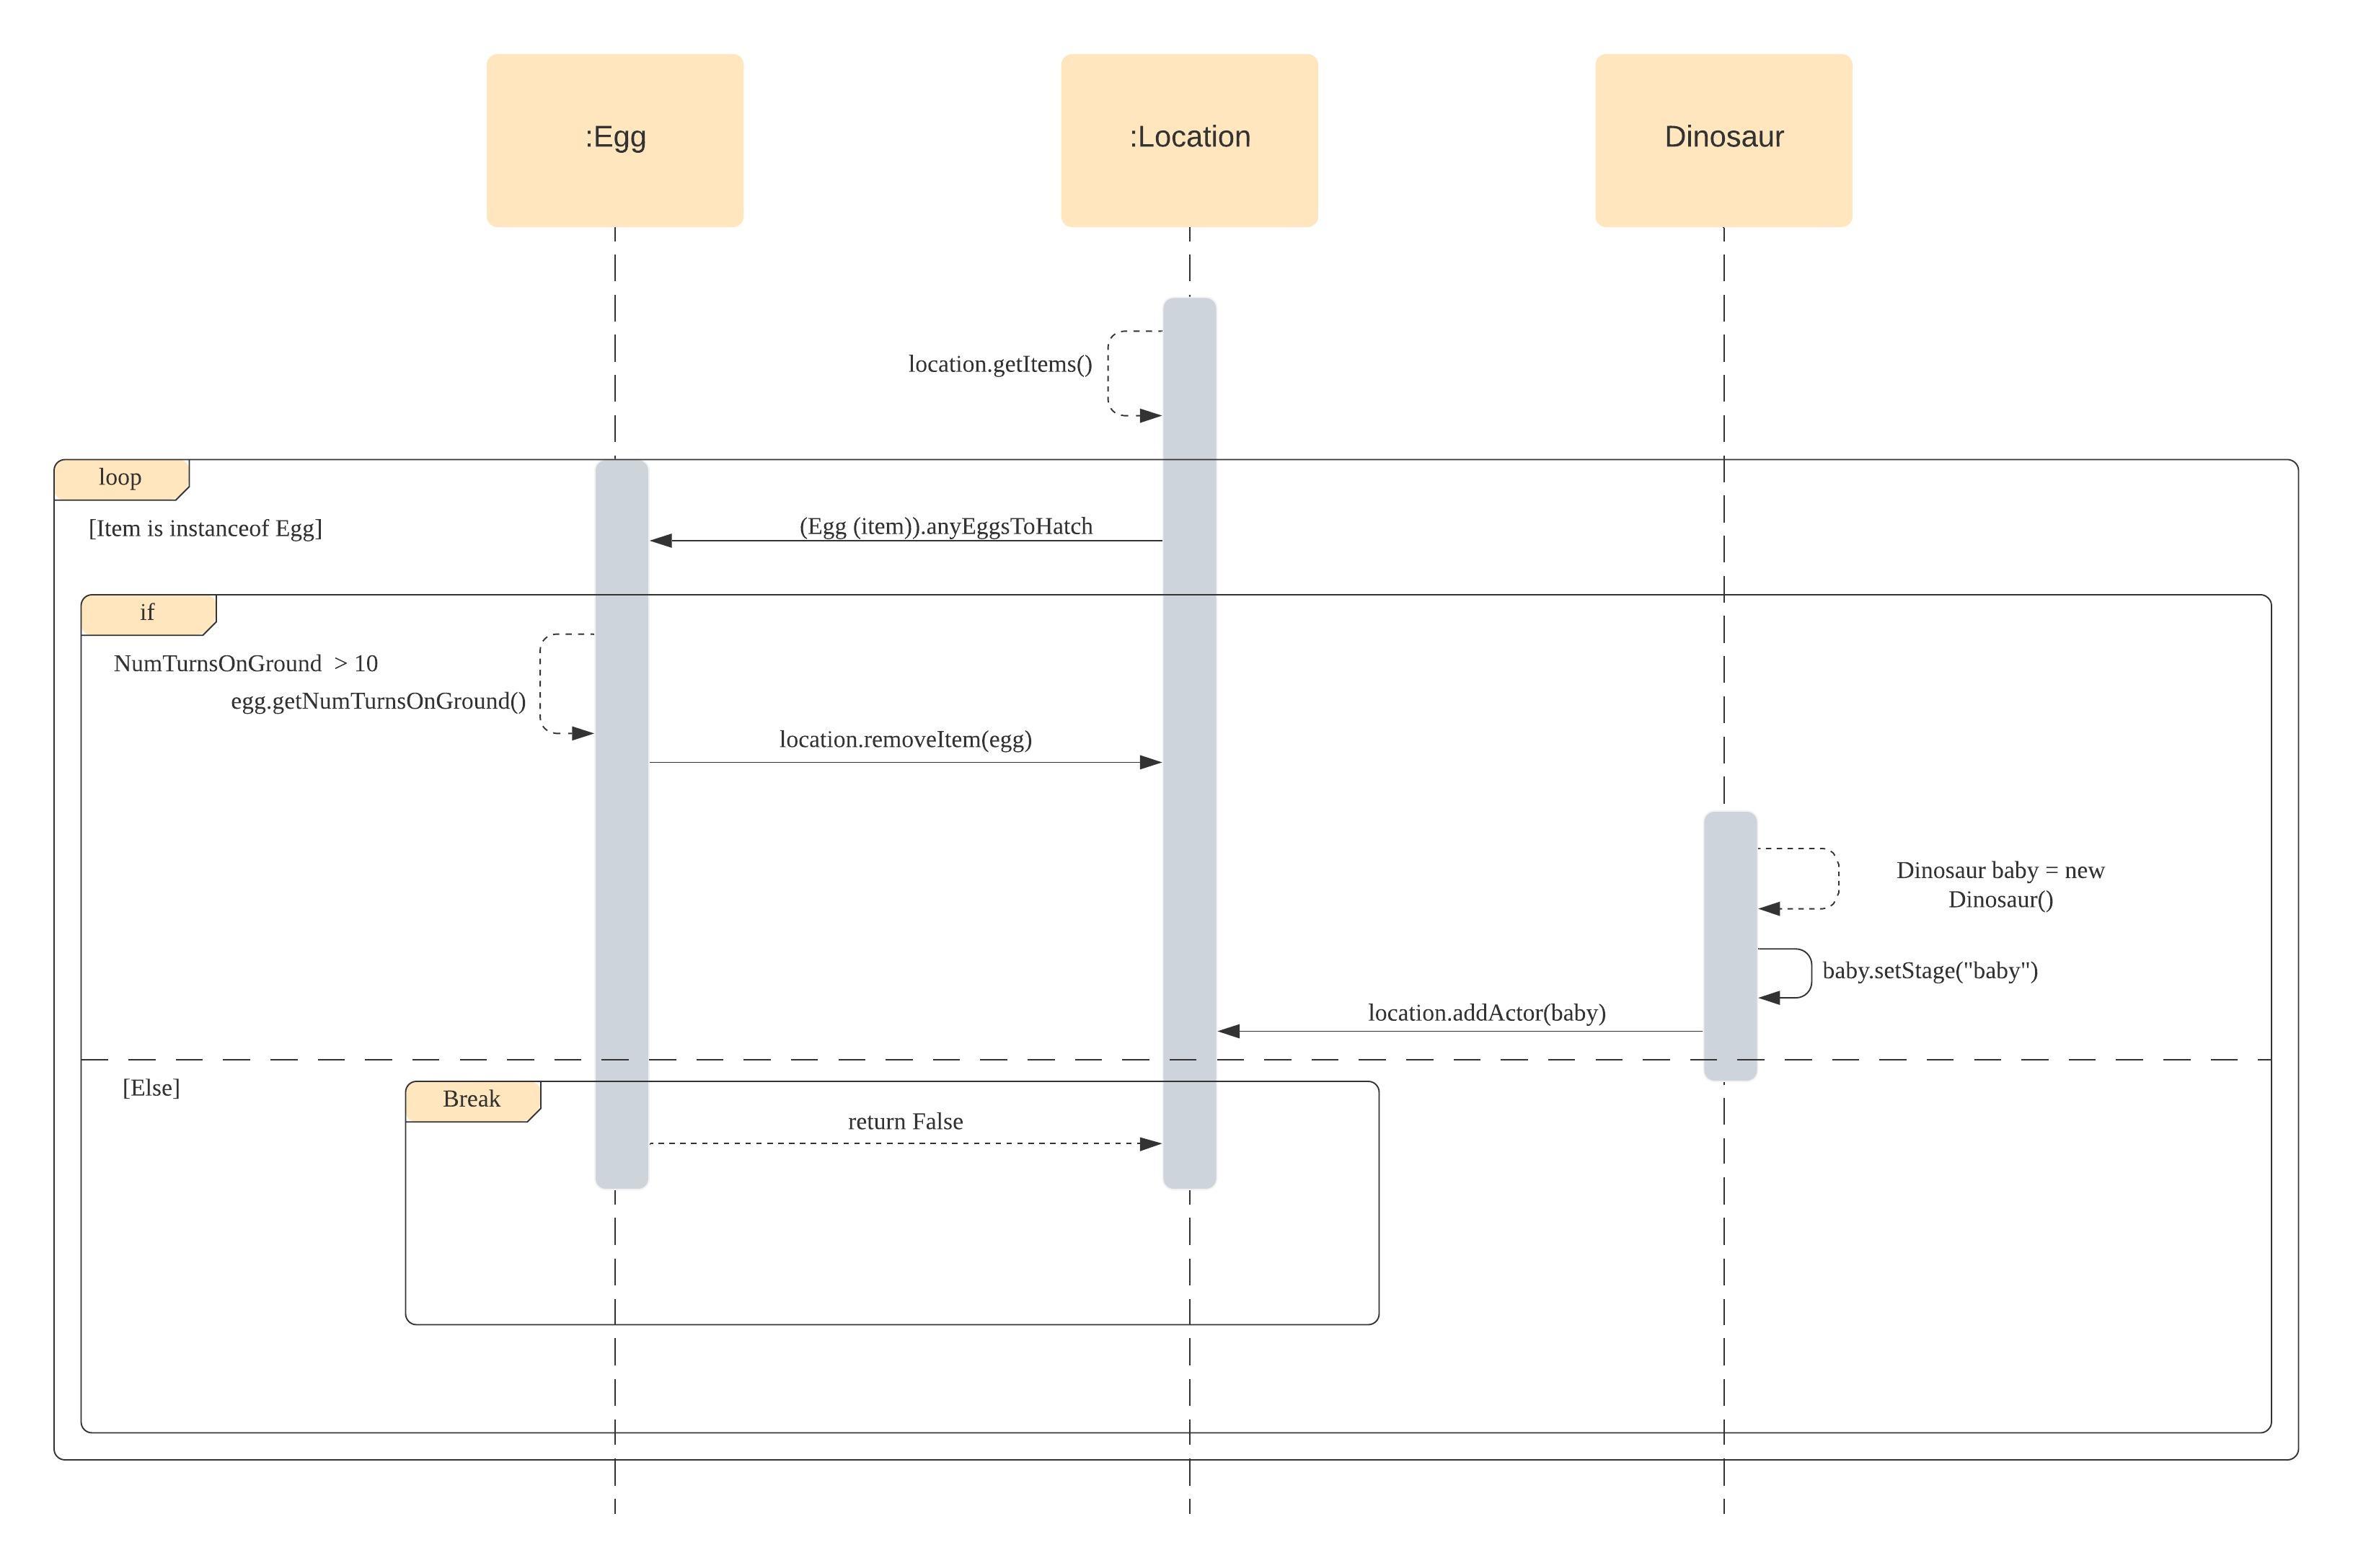 :Egg
:Location
Dinosaur
location.getItems()
loop
[Item is instanceof Egg]
(Egg (item)).anyEggsToHatch
if
NumTurnsOnGround  > 10
egg.getNumTurnsOnGround()
location.removeItem(egg)
Dinosaur baby = new
Dinosaur()
baby.setStage("baby")
location.addActor(baby)
[Else]
Break
return False